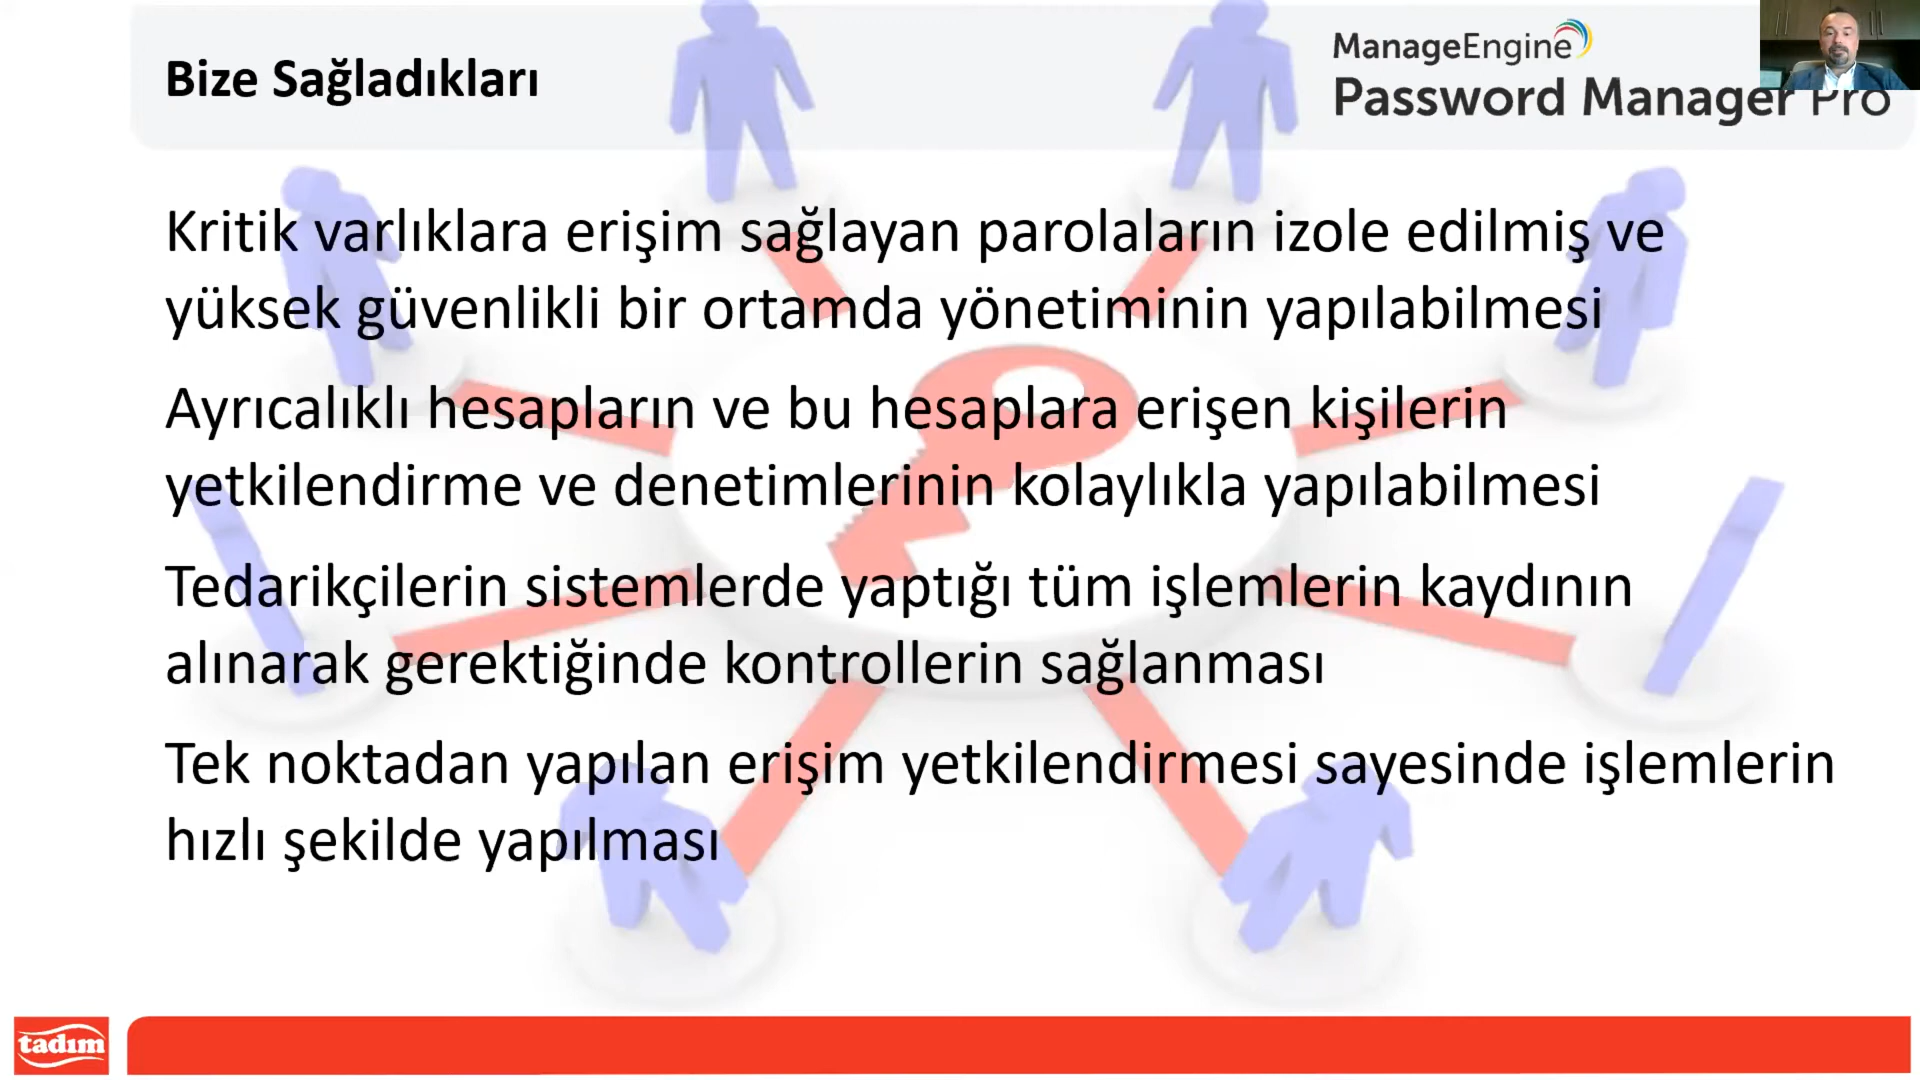 Bize Sağladıkları
ManageEngine
Password Manager Pro
Kritik varlıklara erişim sağlayan parolaların izole edilmiş ve
yüksek güvenlikli bir ortamda yönetiminin yapılabilmesi
Ayrıcalıklı hesapların ve bu hesaplara erişen kişilerin
yetkilendirme ve denetimlerinin kolaylıkla yapılabilmesi
Tedarikçilerin sistemlerde yaptığı tüm işlemlerin kaydının
alınarak gerektiğinde kontrollerin sağlanması
Tek noktadan yapılan erişim yetkilendirmesi sayesinde işlemlerin
hızlı şekilde yapılması
tadım